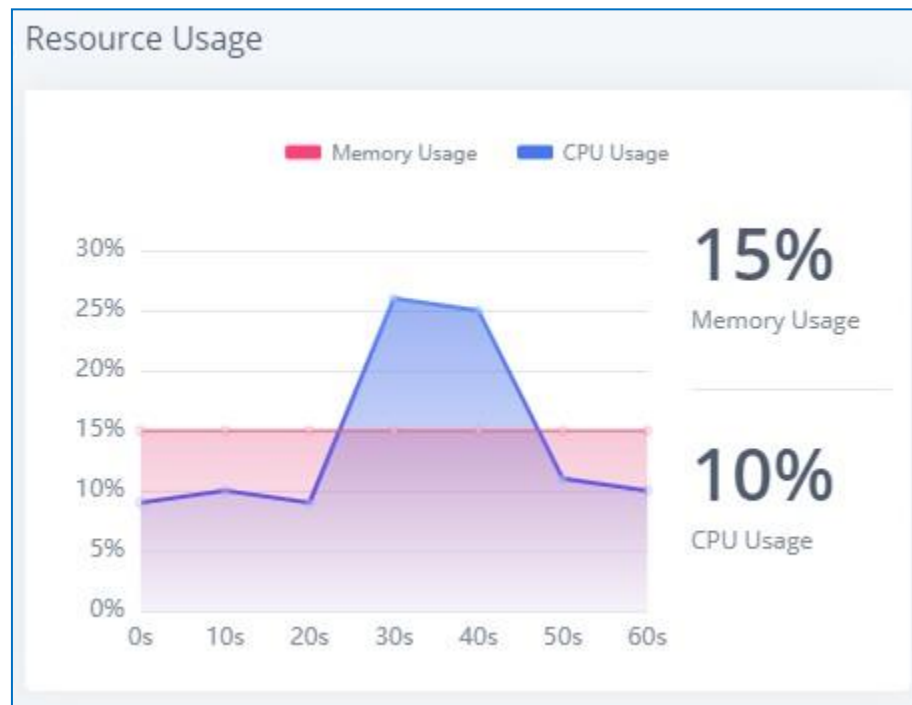 Resource Usage
Memory Usage
CPU Usage
30%
25%
20%
15%
10%
5%
0%
0s 10s 20s 30s 40s 50s 60s
15%
Memory Usage
10%
CPU Usage